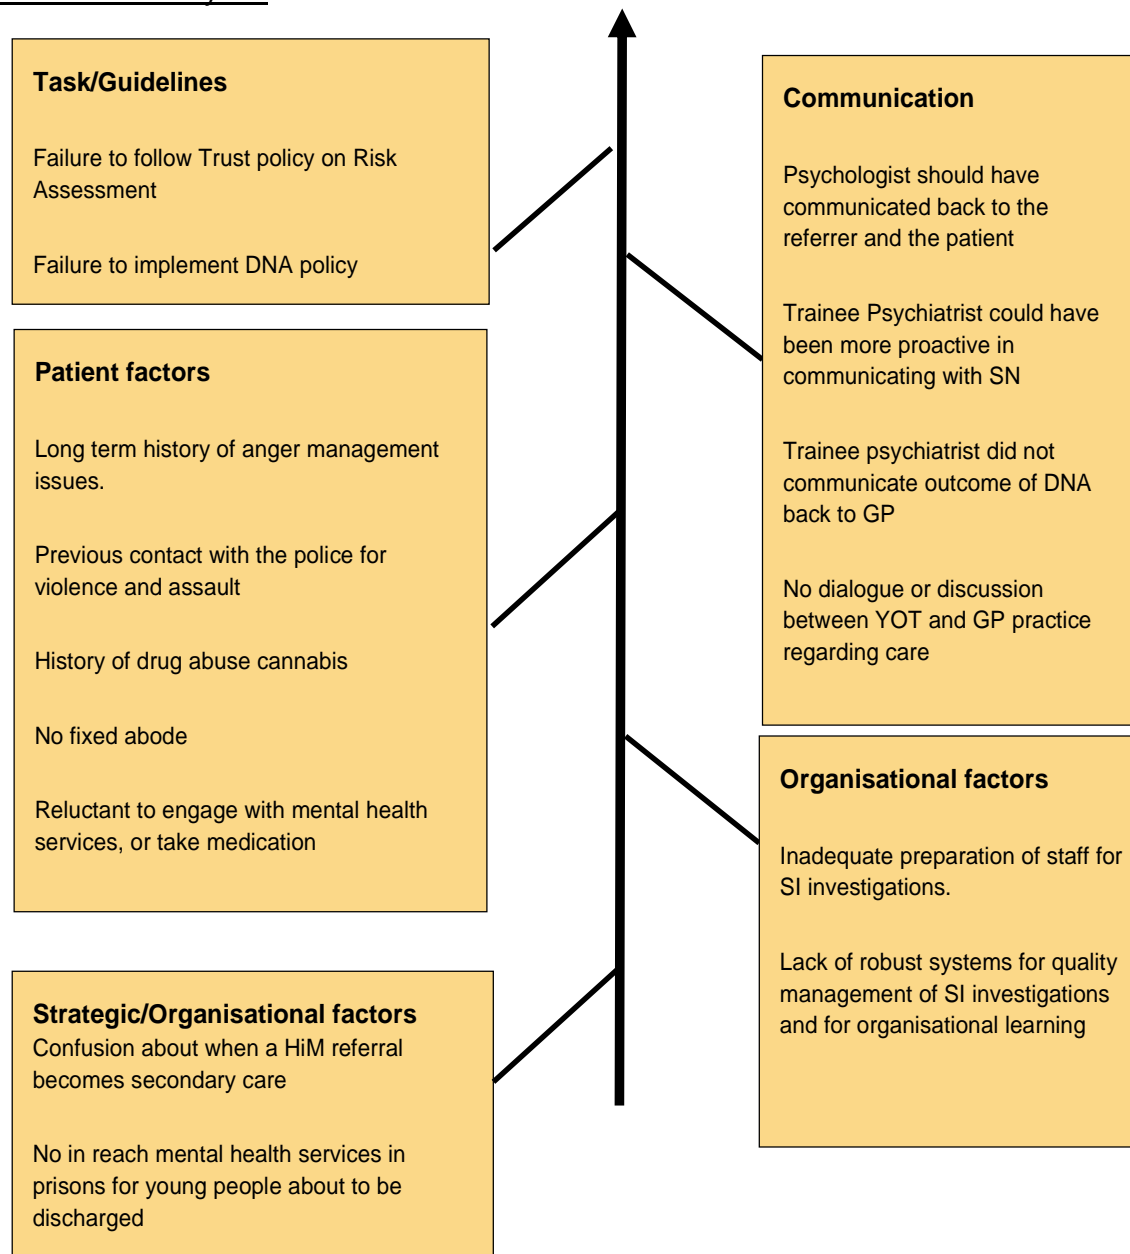 Task/Guidelines
Failure to follow Trust policy on Risk
Assessment
Failure to implement DNA policy
Patient factors
Long term history of anger management
issues.
Previous contact with the police for
violence and assault
History of drug abuse cannabis
No fixed abode
Reluctant to engage with mental health
services, or take medication
Strategic/Organisational factors
Confusion about when a HiM referral
becomes secondary care
No in reach mental health services in
prisons for young people about to be
discharged
Communication
Psychologist should have
communicated back to the
referrer and the patient
Trainee Psychiatrist could have
been more proactive in
communicating with SN
Trainee psychiatrist did not
communicate outcome of DNA
back to GP
No dialogue or discussion
between YOT and GP practice
regarding care
Organisational factors
Inadequate preparation of staff for
SI investigations.
Lack of robust systems for quality
management of SI investigations
and for organisational learning